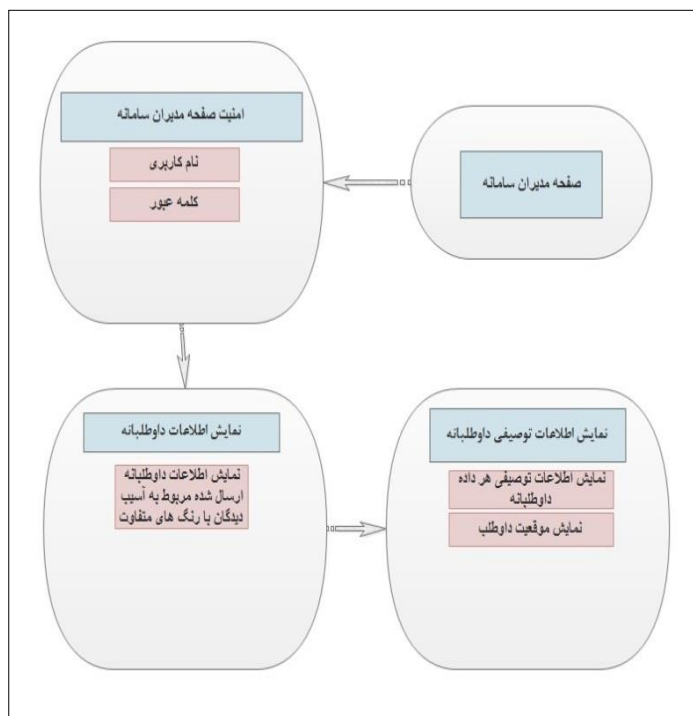 صفحه مدیران سامانه
امنیت صفحه مدیران سامانه
نام کاربری
کلمه عبور
نمایش اطلاعات داوطلبانه
نمایش اطلاعات داوطلبانه
ارسال شده مربوط به آسیب
دیدگان با رنگ های متفاوت
نمایش اطلاعات توصیفی داوطلبانه
نمایش اطلاعات توصیفی هر داده
داوطلبانه
نمایش موقعیت داوطلب